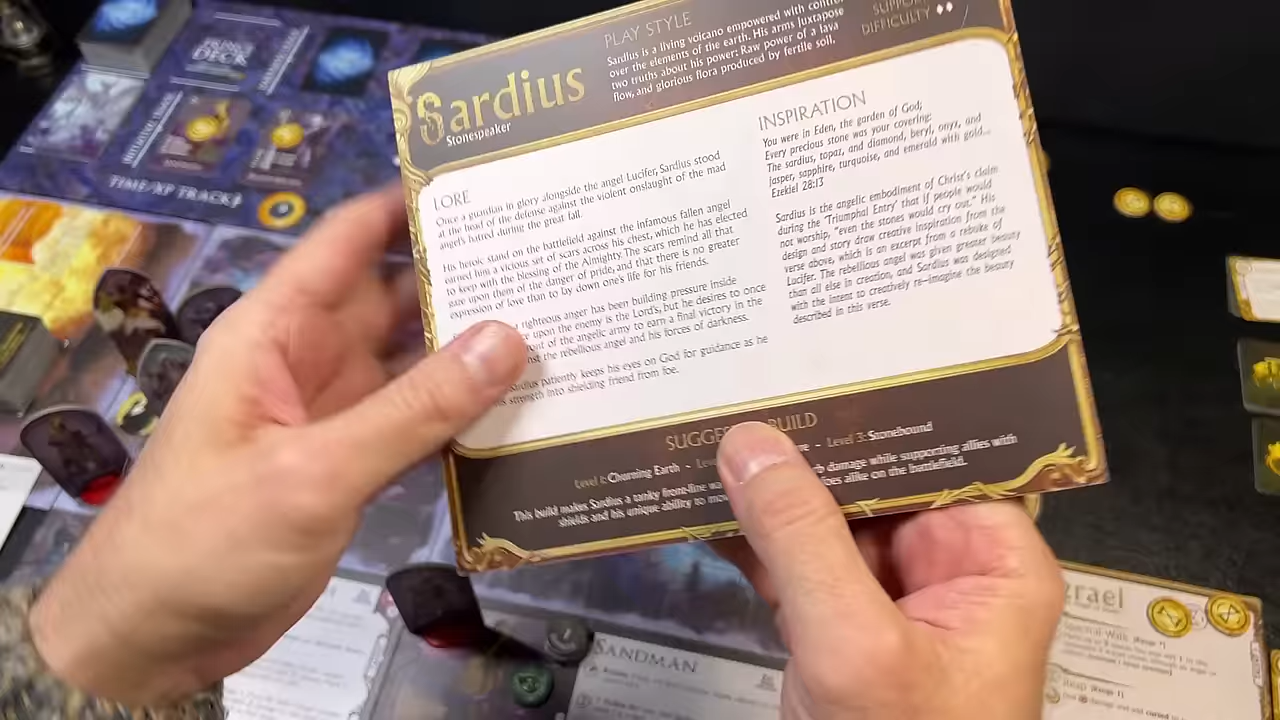 PLAY STYLE
Sardius is a living volcano empowered with control
over the elements of the earth. His arms juxtapose
two truths about his power: Raw power of a lava
flow, and glorious flora produced by fertile soil.
SUPPORT
DIFFICULTY
Sardius
Stonespeaker
LORE
Once a guardian in glory alongside the angel Lucifer, Sardius stood
at the head of the defense against the violent onslaught of the mad
angel's hatred during the great fall.
His heroic stand on the battlefield against the infamous fallen angel
earned him a vicious set of scars across his chest, which he has elected
to keep with the blessing of the Almighty. The scars remind all that
gaze upon them of the danger of pride, and that there is no greater
expression of love than to lay down one's life for his friends.
righteous anger has been building pressure inside
upon the enemy is the Lord's, but he desires to once
front of the angelic army to earn a final victory in the
the rebellious angel and his forces of darkness.
Sardius patiently keeps his eyes on God for guidance as he
strength into shielding friend from foe.
INSPIRATION
You were in Eden, the garden of God;
Every precious stone was your covering:
The sardius, topaz, and diamond, beryl, onyx, and
jasper, sapphire, turquoise, and emerald with gold...
Ezekiel 28:13
Sardius is the angelic embodiment of Christ's claim
during the 'Triumphal Entry' that if people would
not worship, "even the stones would cry out." His
design and story draw creative inspiration from the
verse above, which is an excerpt from a rebuke of
Lucifer. The rebellious angel was given greater beauty
than all else in creation, and Sardius was designed
with the intent to creatively re-imagine the beauty
described in this verse.
SUGGE BUILD
Level 1: Churning Earth - Level - Level 3: Stonebound
This build makes Sardius a tanky front-line damage while supporting allies with
shields and his unique ability to foes alike on the battlefield.
DECK
TIME/XP TRACK
SANDMAN
zrael
Spectral Walk
Reap (Range 1)